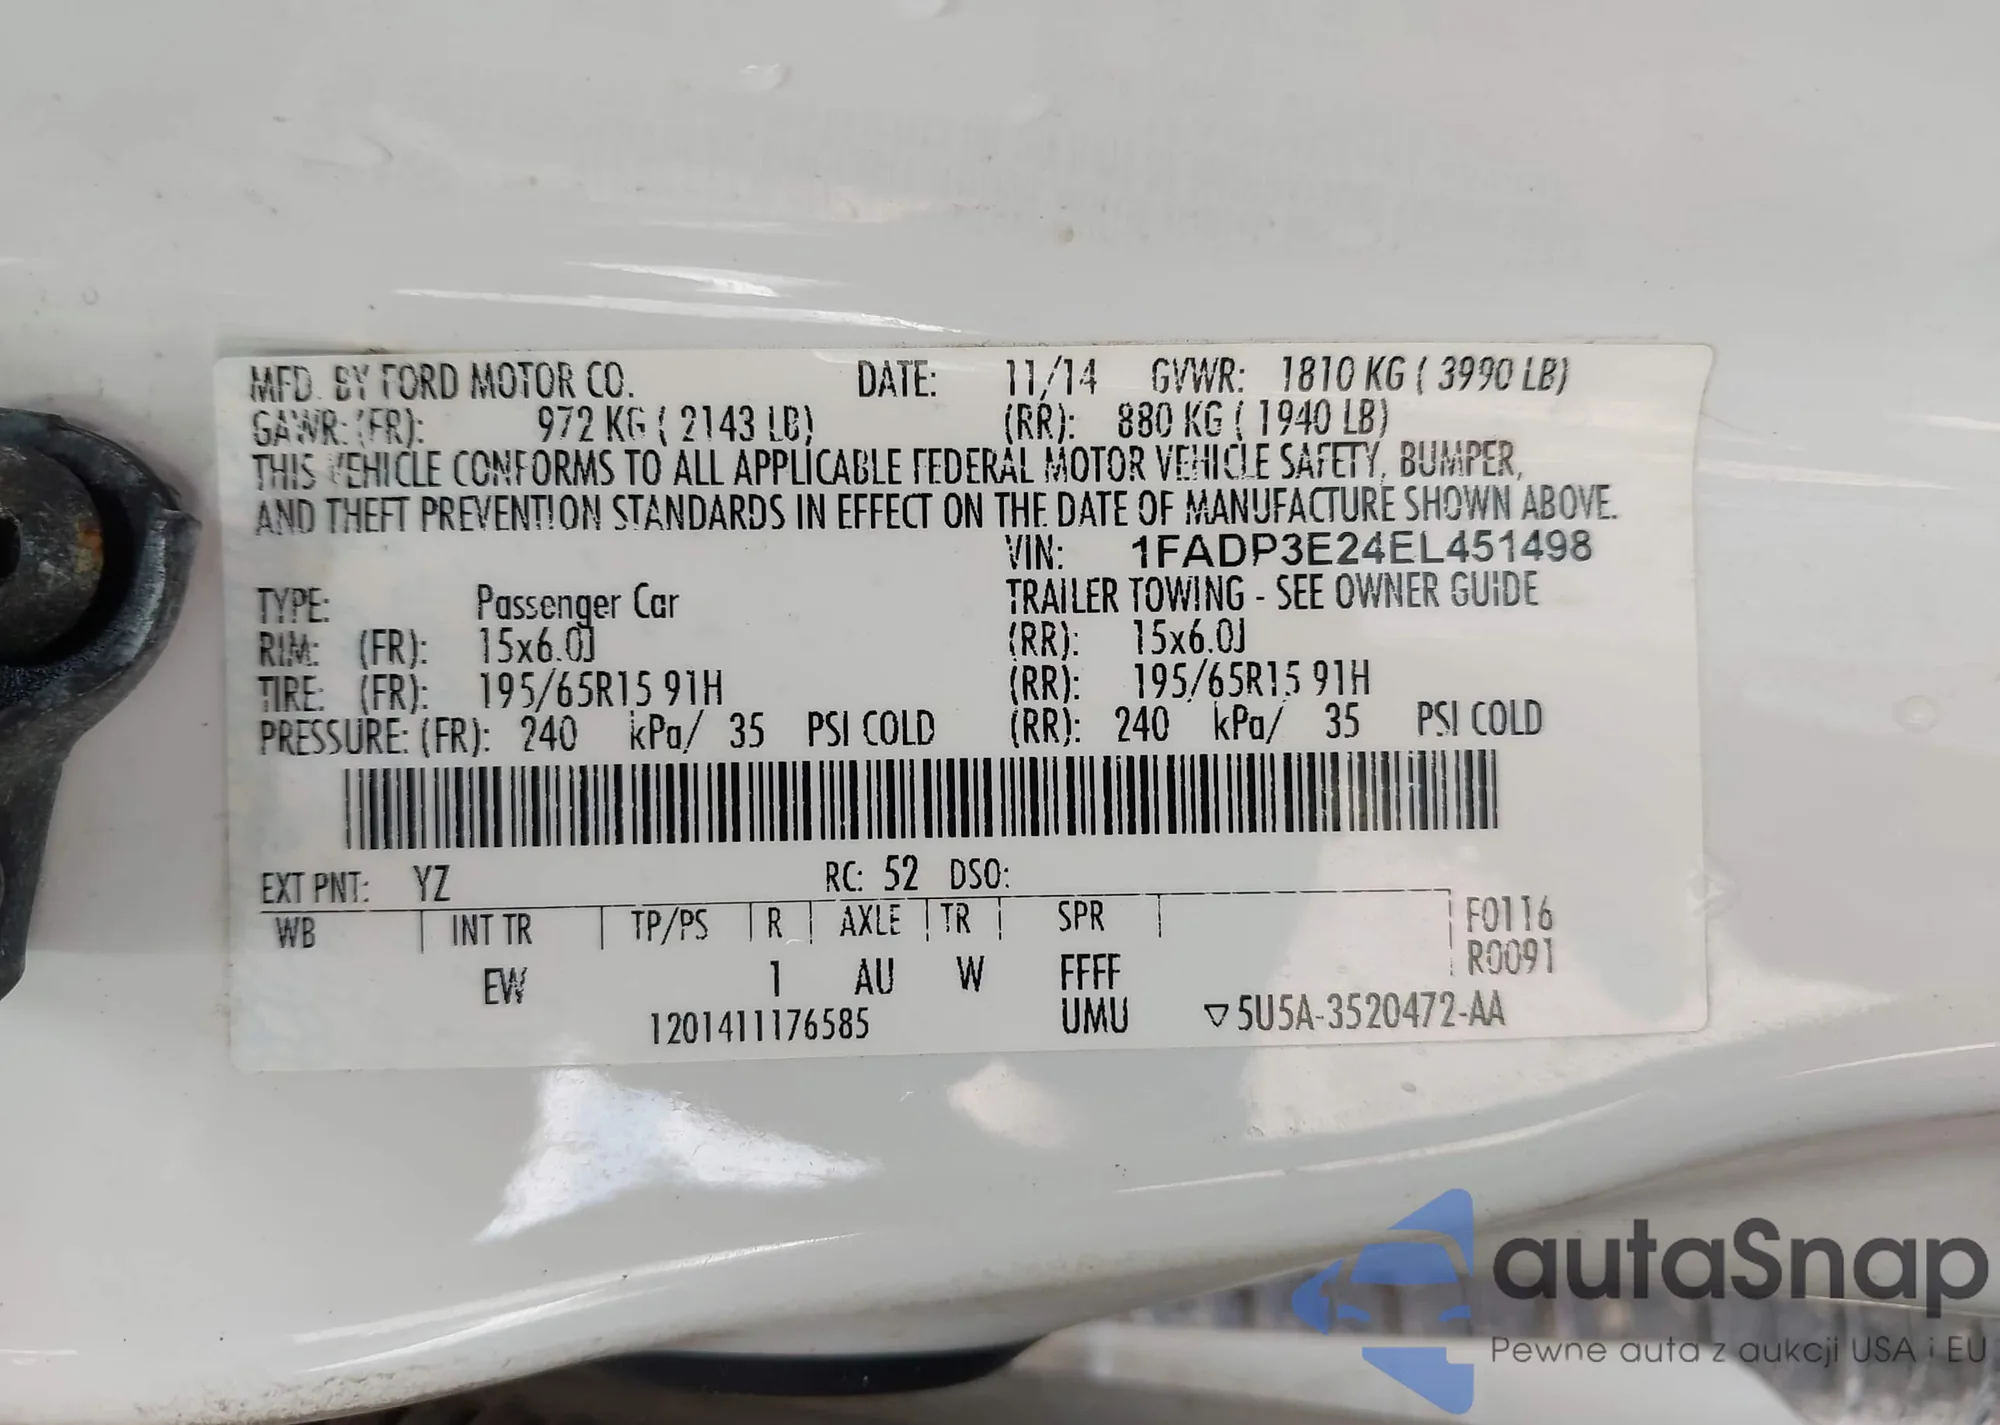 MFD. BY FORD MOTOR CO. DATE: 11/14 GVWR: 1810 KG ( 3990 LB)
GAWR: (FR): 972 KG ( 2143 LB) (RR): 880 KG ( 1940 LB)
THIS VEHICLE CONFORMS TO ALL APPLICABLE FEDERAL MOTOR VEHICLE SAFETY, BUMPER,
AND THEFT PREVENTION STANDARDS IN EFFECT ON THE DATE OF MANUFACTURE SHOWN ABOVE.
VIN: 1FADP3E24EL451498
TYPE: Passenger Car TRAILER TOWING - SEE OWNER GUIDE
RIM: (FR): 15x6.0J (RR): 15x6.0J
TIRE: (FR): 195/65R15 91H (RR): 195/65R15 91H
PRESSURE: (FR): 240 kPa/ 35 PSI COLD (RR): 240 kPa/ 35 PSI COLD
EXT PNT: YZ RC: 52 DSO:
WB INT TR TP/PS R AXLE TR SPR F0116
R0091
EW 1 AU W FFFF
1201411176585 UMU ▽5U5A-3520472-AA
autaSnap
Pewne auta z aukcji USA i EU